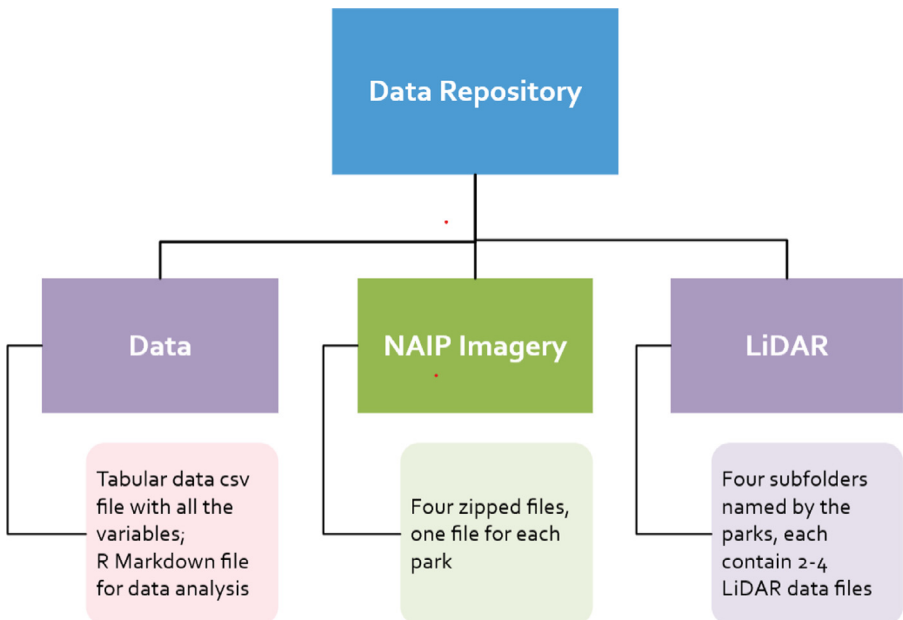 Data Repository
Data
NAIP Imagery
LiDAR
Tabular data csv
file with all the
variables;
R Markdown file
for data analysis
Four zipped files,
one file for each
park
Four subfolders
named by the
parks, each
contain 2-4
LiDAR data files